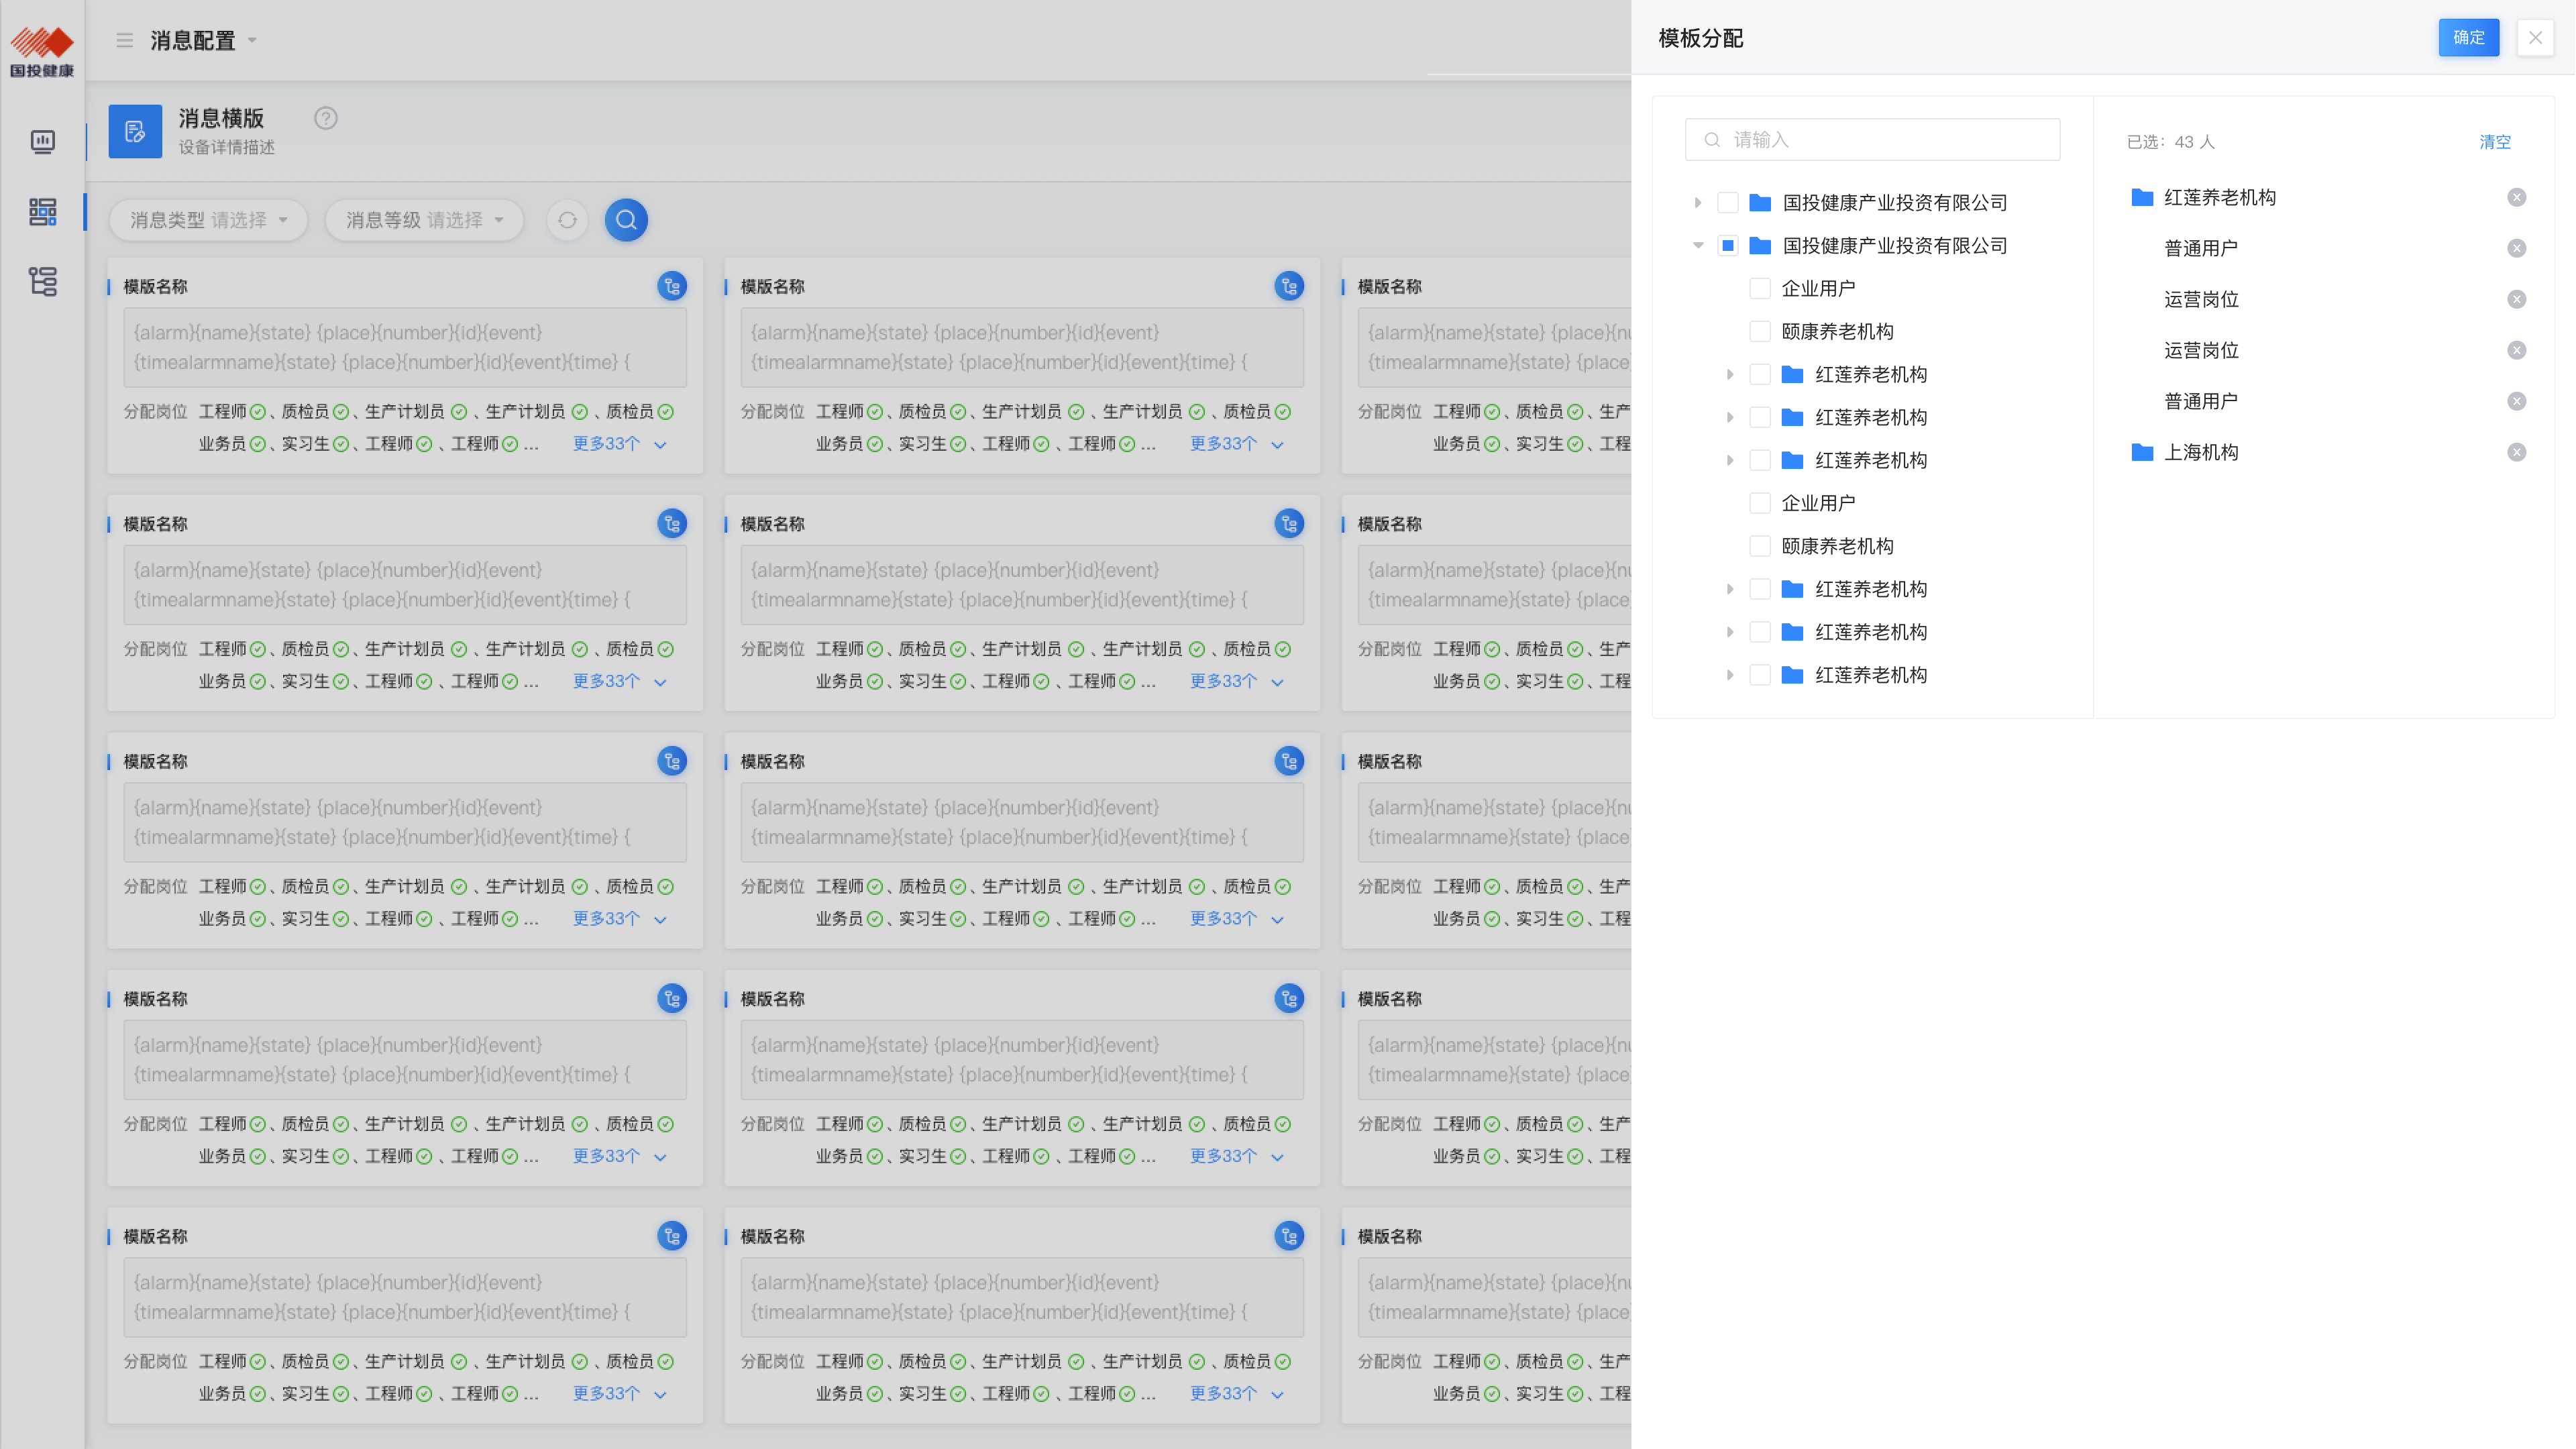 国投健康
消息配置
消息横版
设备详情描述
消息类型 请选择
消息等级 请选择
模版名称
{alarm}{name}{state} {place}{number}{id}{event}
{timealarmname}{state} {place}{number}{id}{event}{time} {
分配岗位 工程师、质检员、生产计划员、生产计划员、质检员
业务员、实习生、工程师、工程师... 更多33个
模版名称
{alarm}{name}{state} {place}{number}{id}{event}
{timealarmname}{state} {place}{number}{id}{event}{time} {
分配岗位 工程师、质检员、生产计划员、生产计划员、质检员
业务员、实习生、工程师、工程师... 更多33个
模版名称
{alarm}{name}{state} {place}{nu
{timealarmname}{state} {place
分配岗位 工程师、质检员、生产
业务员、实习生、工程
模版名称
{alarm}{name}{state} {place}{number}{id}{event}
{timealarmname}{state} {place}{number}{id}{event}{time} {
分配岗位 工程师、质检员、生产计划员、生产计划员、质检员
业务员、实习生、工程师、工程师... 更多33个
模版名称
{alarm}{name}{state} {place}{number}{id}{event}
{timealarmname}{state} {place}{number}{id}{event}{time} {
分配岗位 工程师、质检员、生产计划员、生产计划员、质检员
业务员、实习生、工程师、工程师... 更多33个
模版名称
{alarm}{name}{state} {place}{nu
{timealarmname}{state} {place
分配岗位 工程师、质检员、生产
业务员、实习生、工程
模版名称
{alarm}{name}{state} {place}{number}{id}{event}
{timealarmname}{state} {place}{number}{id}{event}{time} {
分配岗位 工程师、质检员、生产计划员、生产计划员、质检员
业务员、实习生、工程师、工程师... 更多33个
模版名称
{alarm}{name}{state} {place}{number}{id}{event}
{timealarmname}{state} {place}{number}{id}{event}{time} {
分配岗位 工程师、质检员、生产计划员、生产计划员、质检员
业务员、实习生、工程师、工程师... 更多33个
模版名称
{alarm}{name}{state} {place}{nu
{timealarmname}{state} {place
分配岗位 工程师、质检员、生产
业务员、实习生、工程
模版名称
{alarm}{name}{state} {place}{number}{id}{event}
{timealarmname}{state} {place}{number}{id}{event}{time} {
分配岗位 工程师、质检员、生产计划员、生产计划员、质检员
业务员、实习生、工程师、工程师... 更多33个
模版名称
{alarm}{name}{state} {place}{number}{id}{event}
{timealarmname}{state} {place}{number}{id}{event}{time} {
分配岗位 工程师、质检员、生产计划员、生产计划员、质检员
业务员、实习生、工程师、工程师... 更多33个
模版名称
{alarm}{name}{state} {place}{nu
{timealarmname}{state} {place
分配岗位 工程师、质检员、生产
业务员、实习生、工程
模版名称
{alarm}{name}{state} {place}{number}{id}{event}
{timealarmname}{state} {place}{number}{id}{event}{time} {
分配岗位 工程师、质检员、生产计划员、生产计划员、质检员
业务员、实习生、工程师、工程师... 更多33个
模版名称
{alarm}{name}{state} {place}{number}{id}{event}
{timealarmname}{state} {place}{number}{id}{event}{time} {
分配岗位 工程师、质检员、生产计划员、生产计划员、质检员
业务员、实习生、工程师、工程师... 更多33个
模版名称
{alarm}{name}{state} {place}{nu
{timealarmname}{state} {place
分配岗位 工程师、质检员、生产
业务员、实习生、工程
模板分配
确定
请输入
国投健康产业投资有限公司
国投健康产业投资有限公司
企业用户
颐康养老机构
红莲养老机构
红莲养老机构
红莲养老机构
企业用户
颐康养老机构
红莲养老机构
红莲养老机构
红莲养老机构
已选：43 人
清空
红莲养老机构
普通用户
运营岗位
运营岗位
普通用户
上海机构